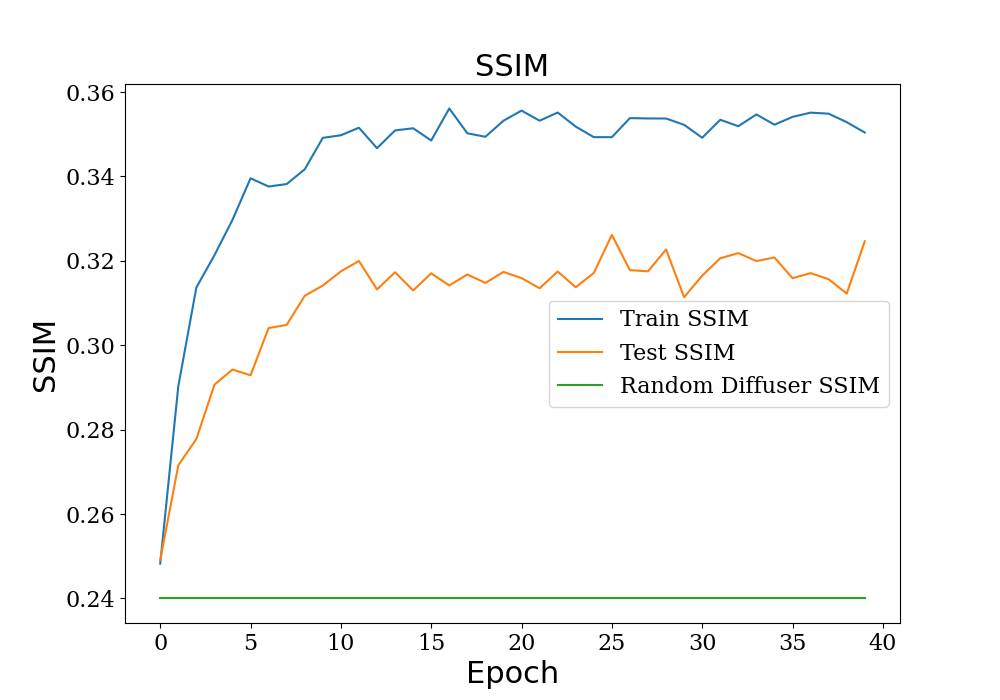 SSIM
0.36
0.34
0.32
0.30
0.28
0.26
0.24
SSIM
Train SSIM
Test SSIM
Random Diffuser SSIM
0 5 10 15 20 25 30 35 40
Epoch